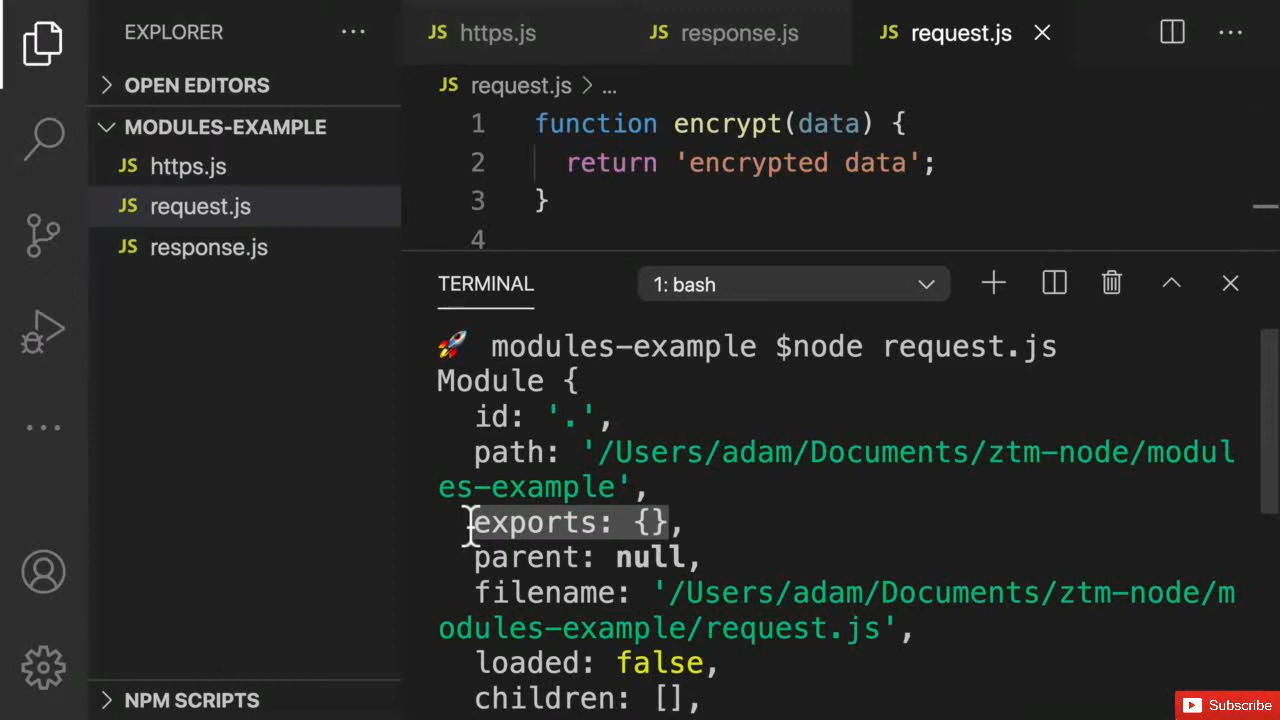 EXPLORER
OPEN EDITORS
MODULES-EXAMPLE
JS https.js
JS request.js
JS response.js
NPM SCRIPTS
JS https.js
JS response.js
JS request.js
JS request.js > ...
1 function encrypt(data) {
2 return 'encrypted data';
3 }
4
TERMINAL
1: bash
🚀 modules-example $node request.js
Module {
id: '.',
path: '/Users/adam/Documents/ztm-node/modul
es-example',
exports: {},
parent: null,
filename: '/Users/adam/Documents/ztm-node/m
odules-example/request.js',
loaded: false,
children: [],
Subscribe